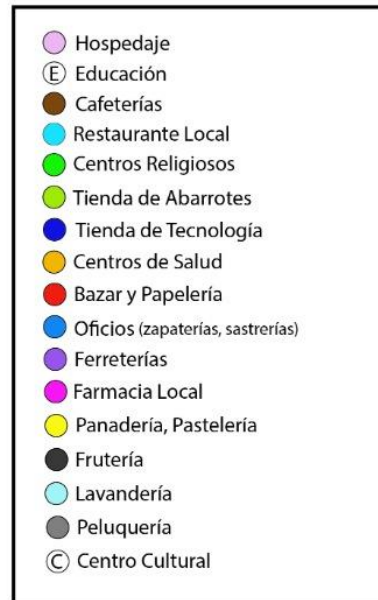 Hospedaje
E Educación
Cafeterías
Restaurante Local
Centros Religiosos
Tienda de Abarrotes
Tienda de Tecnología
Centros de Salud
Bazar y Papelería
Oficios (zapaterías, sastrerías)
Ferreterías
Farmacia Local
Panadería, Pastelería
Frutería
Lavandería
Peluquería
C Centro Cultural